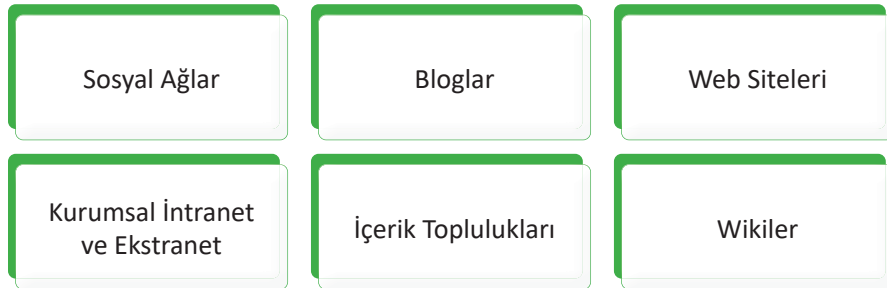 Sosyal Ağlar
Bloglar
Web Siteleri
Kurumsal İntranet
ve Ekstranet
İçerik Toplulukları
Wikiler